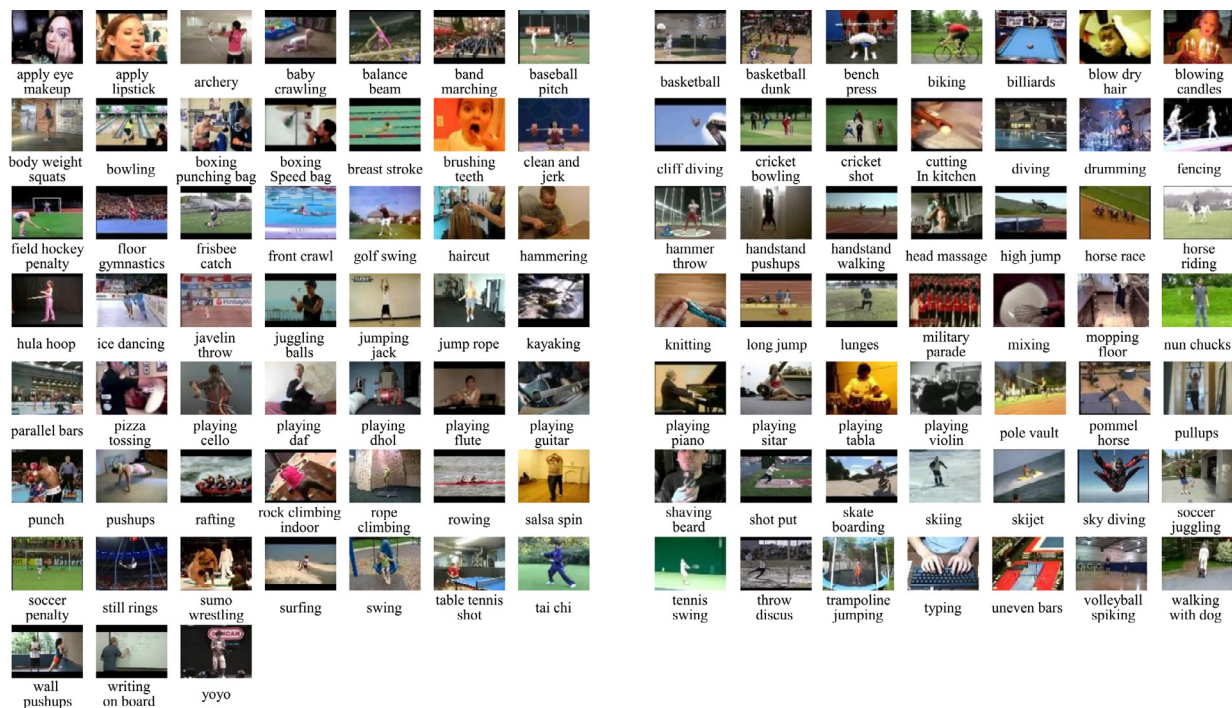 apply eye
makeup
apply
lipstick
archery
baby
crawling
balance
beam
band
marching
baseball
pitch
basketball
basketball
dunk
bench
press
biking
billiards
blow dry
hair
blowing
candles
body weight
squats
bowling
boxing
punching bag
boxing
Speed bag
breast stroke
brushing
teeth
clean and
jerk
cliff diving
cricket
bowling
cricket
shot
cutting
In kitchen
diving
drumming
fencing
field hockey
penalty
floor
gymnastics
frisbee
catch
front crawl
golf swing
haircut
hammering
hammer
throw
handstand
pushups
handstand
walking
head massage
high jump
horse race
horse
riding
hula hoop
ice dancing
javelin
throw
juggling
balls
jumping
jack
jump rope
kayaking
knitting
long jump
lunges
military
parade
mixing
mopping
floor
nun chucks
parallel bars
pizza
tossing
playing
cello
playing
daf
playing
dhol
playing
flute
playing
guitar
playing
piano
playing
sitar
playing
tabla
playing
violin
pole vault
pommel
horse
pullups
punch
pushups
rafting
rock climbing
indoor
rope
climbing
rowing
salsa spin
shaving
beard
shot put
skate
boarding
skiing
skijet
sky diving
soccer
juggling
soccer
penalty
still rings
sumo
wrestling
surfing
swing
table tennis
shot
tai chi
tennis
swing
throw
discus
trampoline
jumping
typing
uneven bars
volleyball
spiking
walking
with dog
wall
pushups
writing
on board
DUNCAN
yoyo